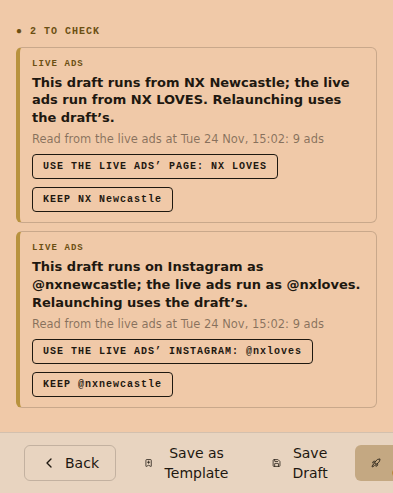 ● 2 TO CHECK
LIVE ADS
This draft runs from NX Newcastle; the live
ads run from NX LOVES. Relaunching uses
the draft’s.
Read from the live ads at Tue 24 Nov, 15:02: 9 ads
USE THE LIVE ADS’ PAGE: NX LOVES
KEEP NX Newcastle
LIVE ADS
This draft runs on Instagram as
@nxnewcastle; the live ads run as @nxloves.
Relaunching uses the draft’s.
Read from the live ads at Tue 24 Nov, 15:02: 9 ads
USE THE LIVE ADS’ INSTAGRAM: @nxloves
KEEP @nxnewcastle
Back
Save as
Template
Save
Draft